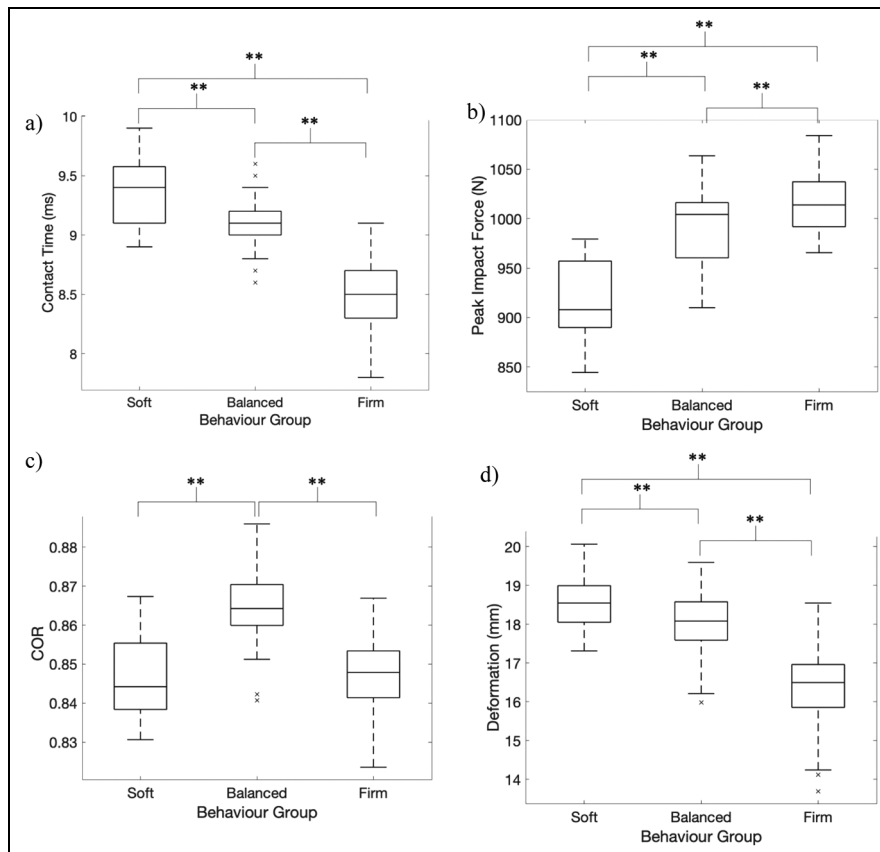 a)
**
**
**
Contact Time (ms)
10
9.5
9
8.5
8
Soft Balanced Firm
Behaviour Group
b)
**
**
**
Peak Impact Force (N)
1100
1050
1000
950
900
850
Soft Balanced Firm
Behaviour Group
c)
** **
COR
0.88
0.87
0.86
0.85
0.84
0.83
Soft Balanced Firm
Behaviour Group
d)
**
**
**
Deformation (mm)
20
19
18
17
16
15
14
Soft Balanced Firm
Behaviour Group